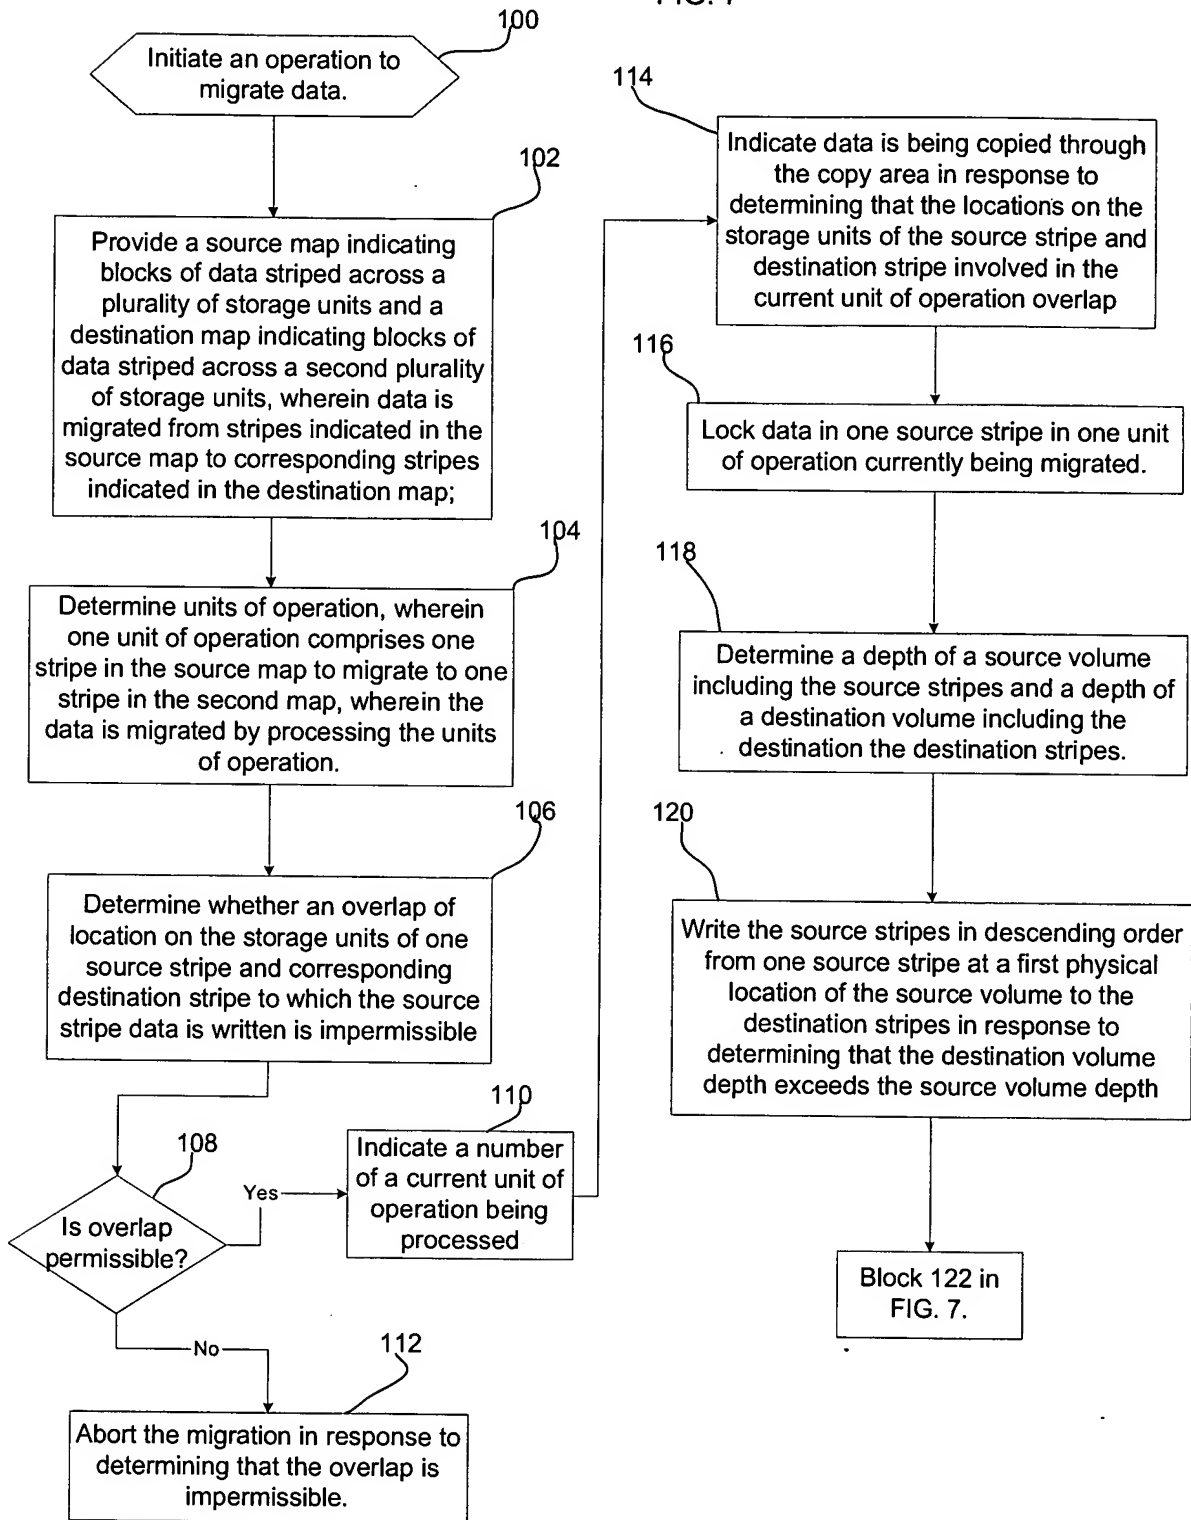 FIG. 7
100
Initiate an operation to
migrate data.
102
Provide a source map indicating
blocks of data striped across a
plurality of storage units and a
destination map indicating blocks of
data striped across a second plurality
of storage units, wherein data is
migrated from stripes indicated in the
source map to corresponding stripes
indicated in the destination map;
104
Determine units of operation, wherein
one unit of operation comprises one
stripe in the source map to migrate to one
stripe in the second map, wherein the
data is migrated by processing the units
of operation.
106
Determine whether an overlap of
location on the storage units of one
source stripe and corresponding
destination stripe to which the source
stripe data is written is impermissible
108
Is overlap
permissible?
Yes
110
Indicate a number
of a current unit of
operation being
processed
No
112
Abort the migration in response to
determining that the overlap is
impermissible.
114
Indicate data is being copied through
the copy area in response to
determining that the locations on the
storage units of the source stripe and
destination stripe involved in the
current unit of operation overlap
116
Lock data in one source stripe in one unit
of operation currently being migrated.
118
Determine a depth of a source volume
including the source stripes and a depth of
a destination volume including the
destination the destination stripes.
120
Write the source stripes in descending order
from one source stripe at a first physical
location of the source volume to the
destination stripes in response to
determining that the destination volume
depth exceeds the source volume depth
Block 122 in
FIG. 7.